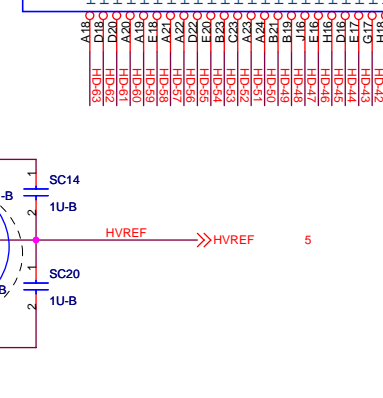 A18 D18 D20 A20 A19 E18 A21 A22 D22 E20 C23 A23 A24 B21 B19 J16 E16 H16 D16 E17 G17 H18
HD-63 HD-62 HD-61 HD-60 HD-59 HD-58 HD-57 HD-56 HD-55 HD-54 HD-53 HD-52 HD-51 HD-50 HD-49 HD-48 HD-47 HD-46 HD-45 HD-44 HD-43 HD-42
1
SC14
-B
2
1U-B
HVREF
HVREF
5
1
SC20
B
2
1U-B